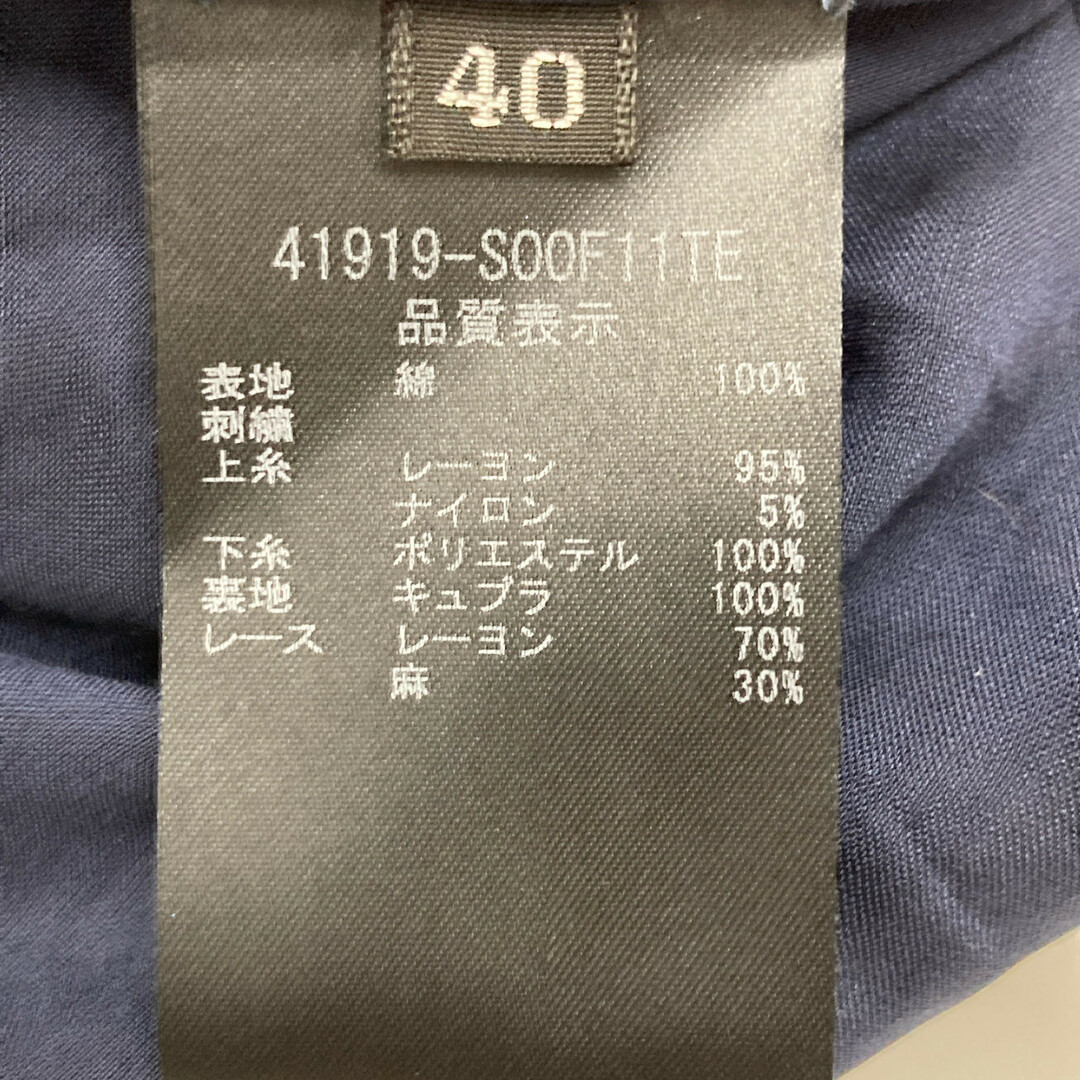 40
41919-S00F11TE
品質表示
表地 綿 100%
刺繍
上糸 レーヨン 95%
ナイロン 5%
下糸 ポリエステル 100%
裏地 キュプラ 100%
レース レーヨン 70%
麻 30%